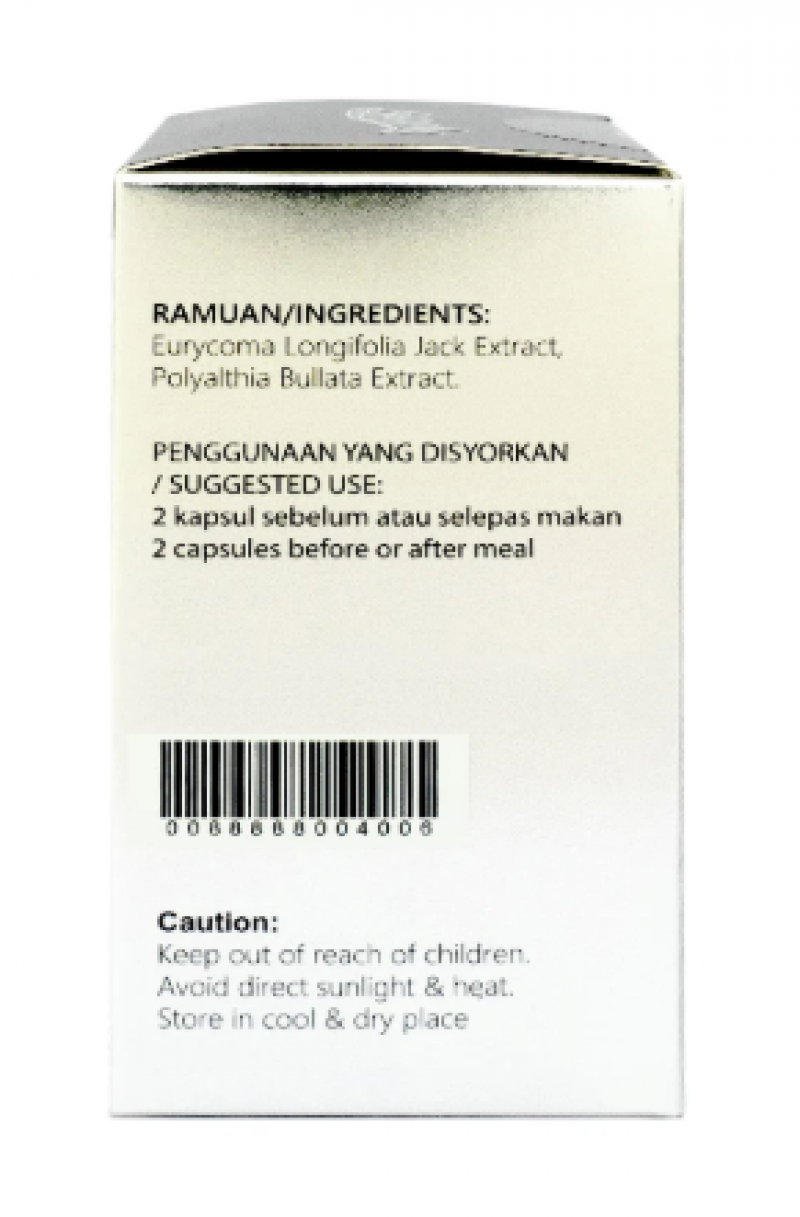 RAMUAN/INGREDIENTS:
Eurycoma Longifolia Jack Extract,
Polyalthia Bullata Extract.
PENGGUNAAN YANG DISYORKAN
/ SUGGESTED USE:
2 kapsul sebelum atau selepas makan
2 capsules before or after meal
Caution:
Keep out of reach of children.
Avoid direct sunlight & heat.
Store in cool & dry place